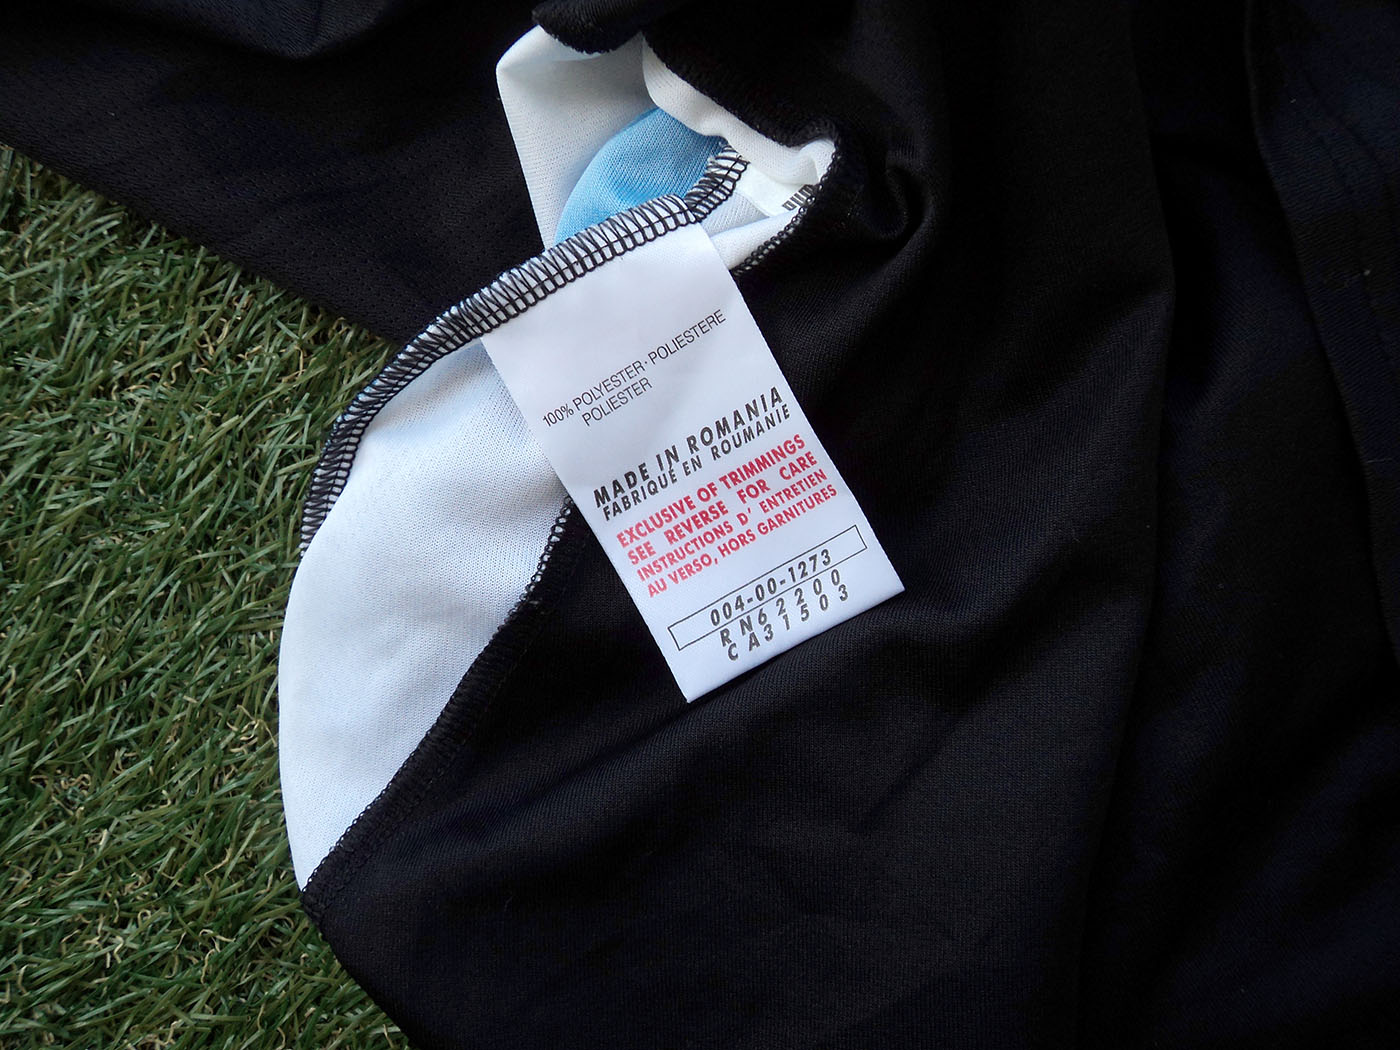 100% POLYESTER · POLIESTERE
POLIESTER
MADE IN ROMANIA
FABRIQUÉ EN ROUMANIE
EXCLUSIVE OF TRIMMINGS
SEE REVERSE FOR CARE
INSTRUCTIONS D' ENTRETIEN
AU VERSO, HORS GARNITURES
004-00-1273
RN62200
CA31503